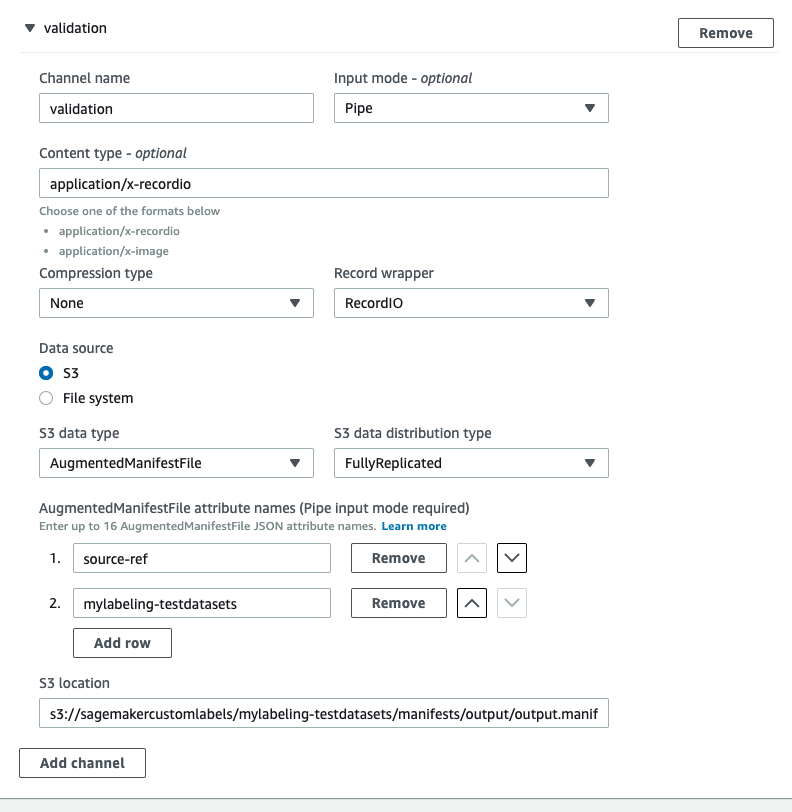 validation
Remove
Channel name
Input mode - optional
validation
Pipe
Content type - optional
application/x-recordio
Choose one of the formats below
• application/x-recordio
• application/x-image
Compression type
Record wrapper
None
RecordIO
Data source
S3
File system
S3 data type
S3 data distribution type
AugmentedManifestFile
FullyReplicated
AugmentedManifestFile attribute names (Pipe input mode required)
Enter up to 16 AugmentedManifestFile JSON attribute names. Learn more
1. source-ref Remove
2. mylabeling-testdatasets Remove
Add row
S3 location
s3://sagemakercustomlabels/mylabeling-testdatasets/manifests/output/output.manif
Add channel